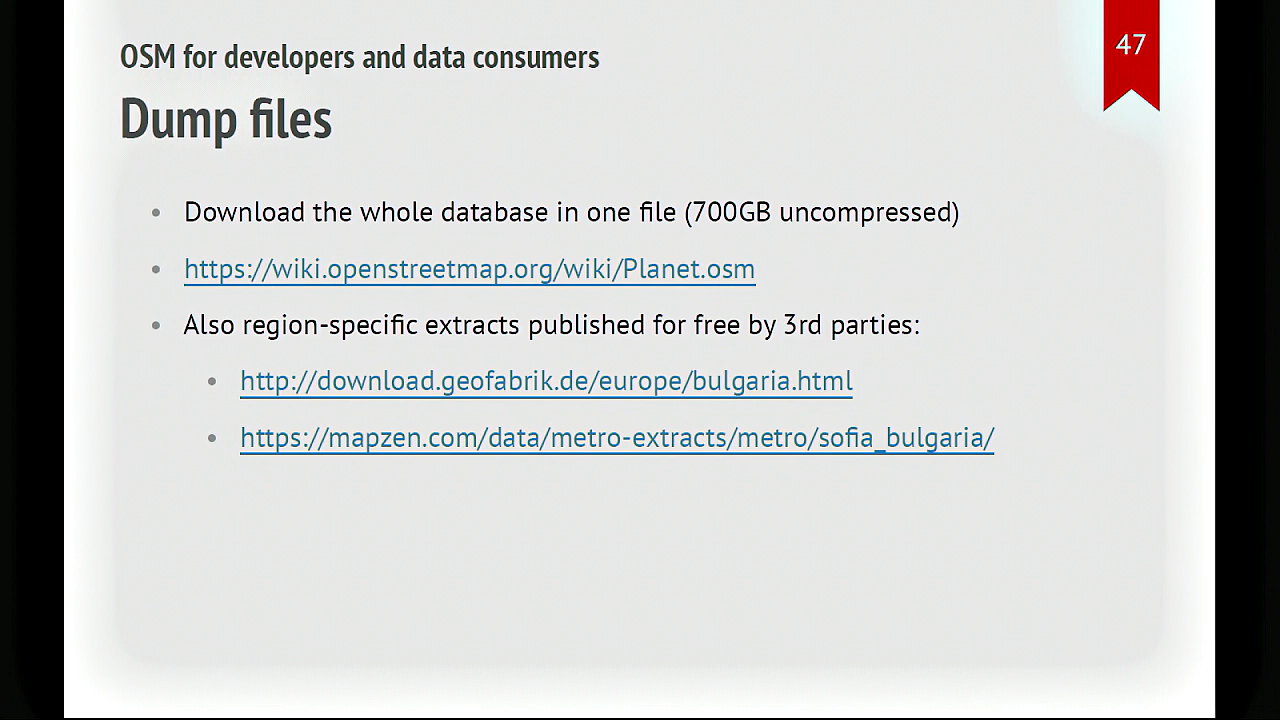 OSM for developers and data consumers
47
Dump files
• Download the whole database in one file (700GB uncompressed)
• https://wiki.openstreetmap.org/wiki/Planet.osm
• Also region-specific extracts published for free by 3rd parties:
• http://download.geofabrik.de/europe/bulgaria.html
• https://mapzen.com/data/metro-extracts/metro/sofia_bulgaria/